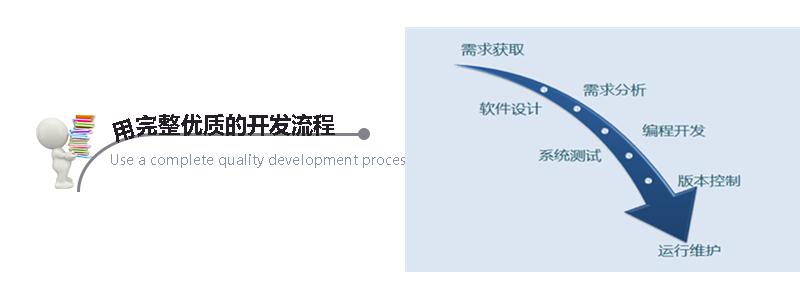 用完整优质的开发流程
Use a complete quality development proces
需求获取
需求分析
软件设计
编程开发
系统测试
版本控制
运行维护